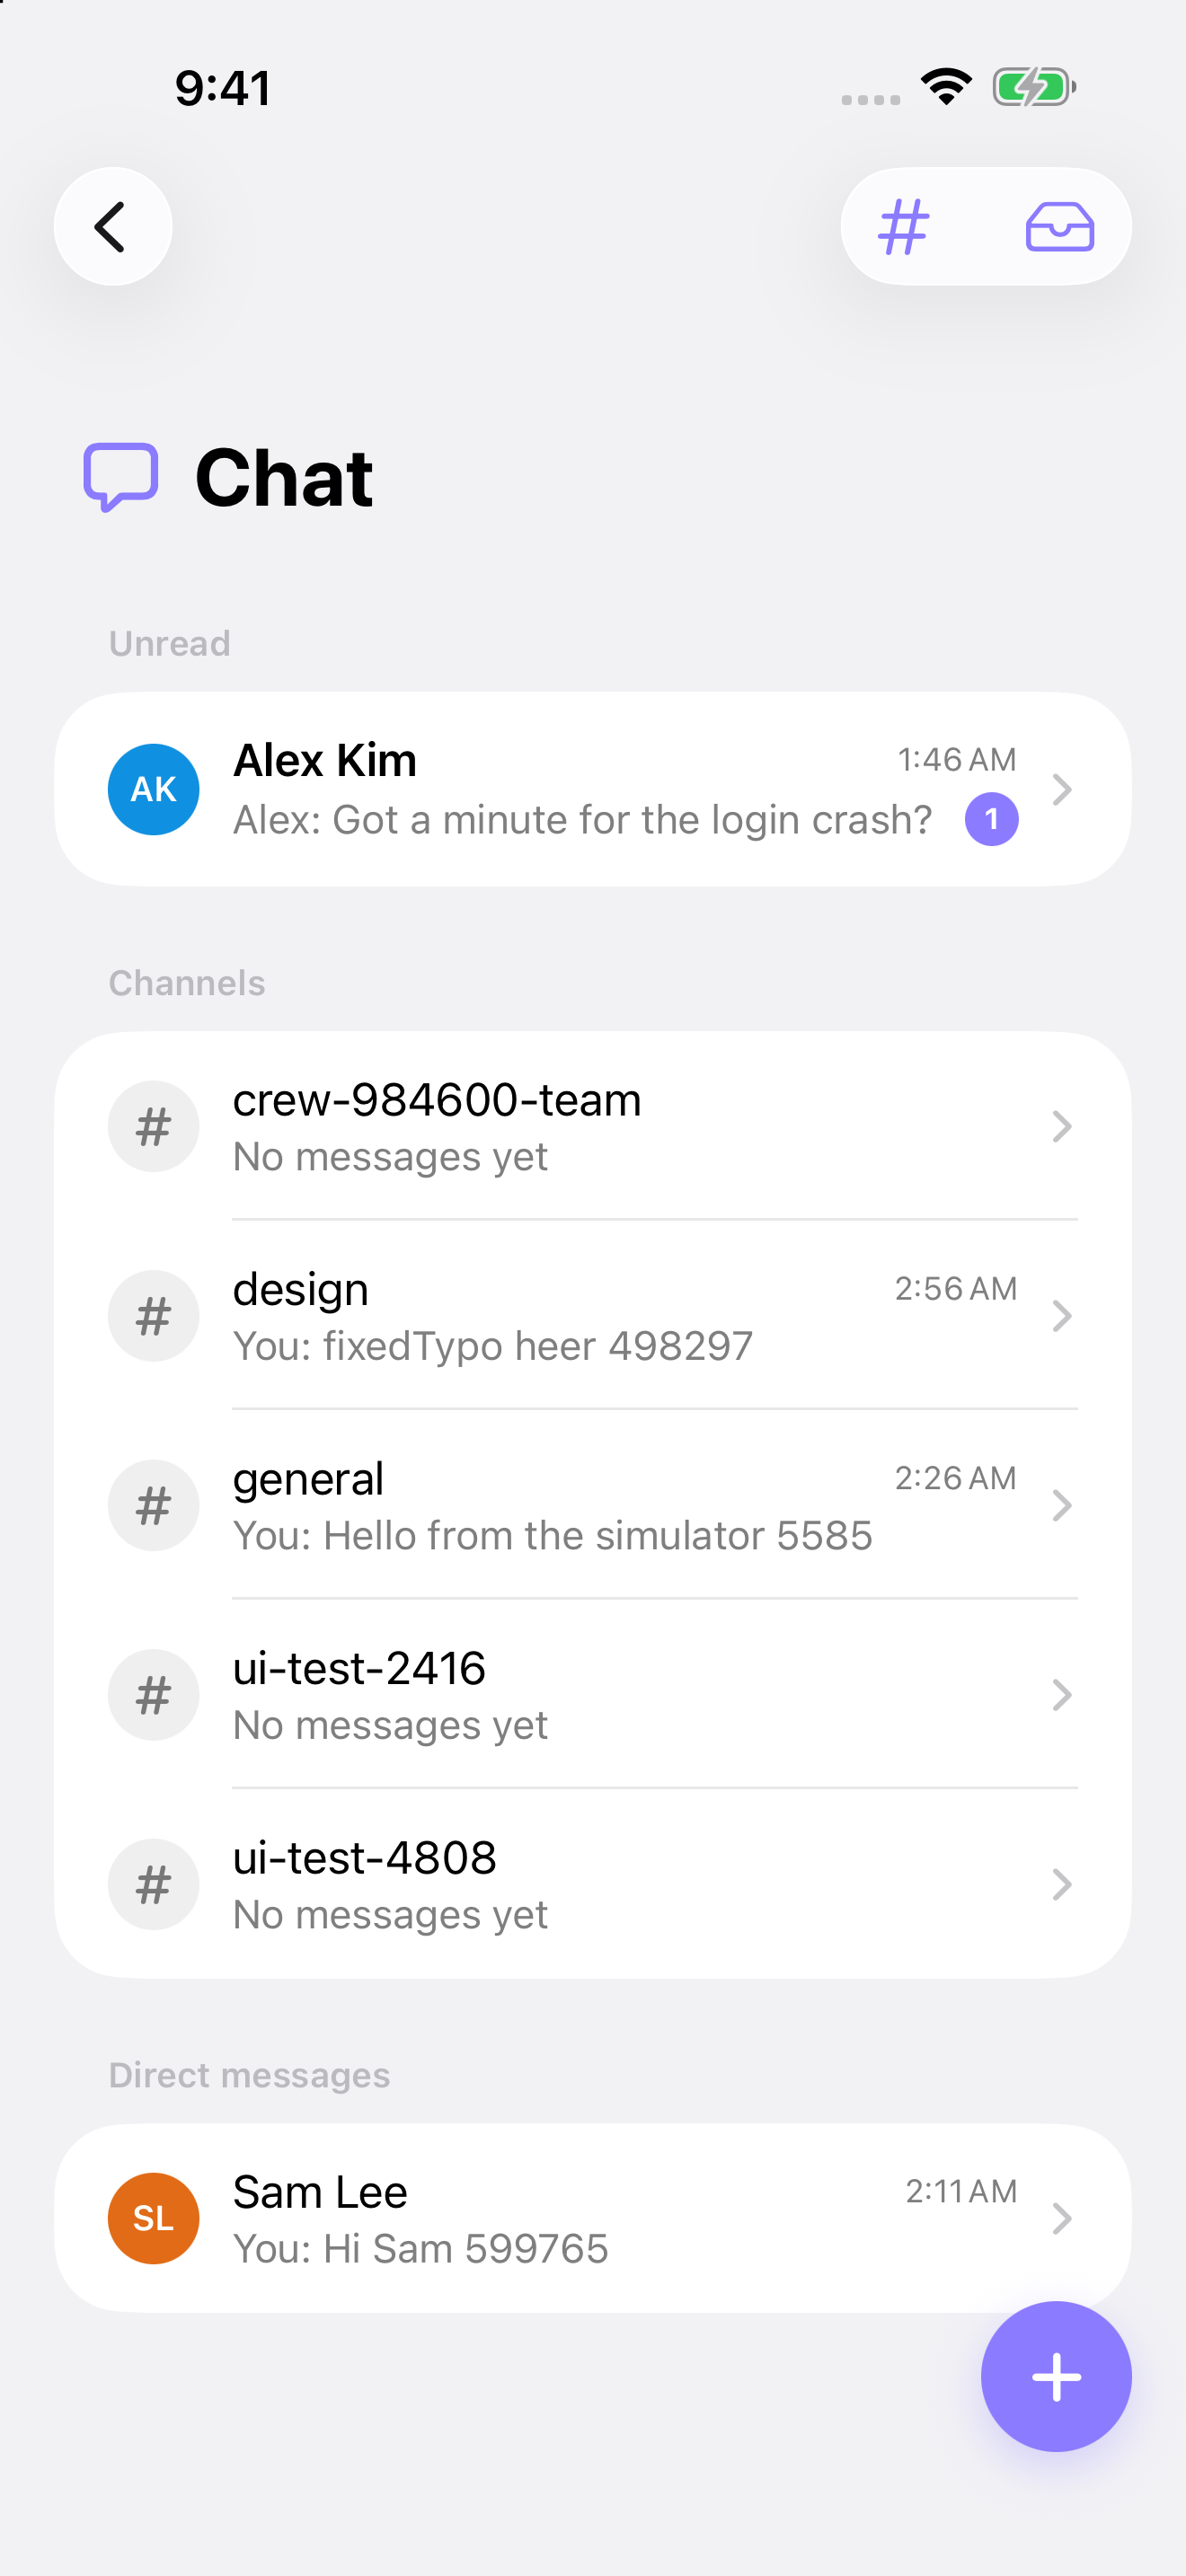 9:41
Chat
Unread
AK
Alex Kim
1:46 AM
Alex: Got a minute for the login crash?
1
Channels
# crew-984600-team
No messages yet
# design
2:56 AM
You: fixedTypo heer 498297
# general
2:26 AM
You: Hello from the simulator 5585
# ui-test-2416
No messages yet
# ui-test-4808
No messages yet
Direct messages
SL
Sam Lee
2:11 AM
You: Hi Sam 599765